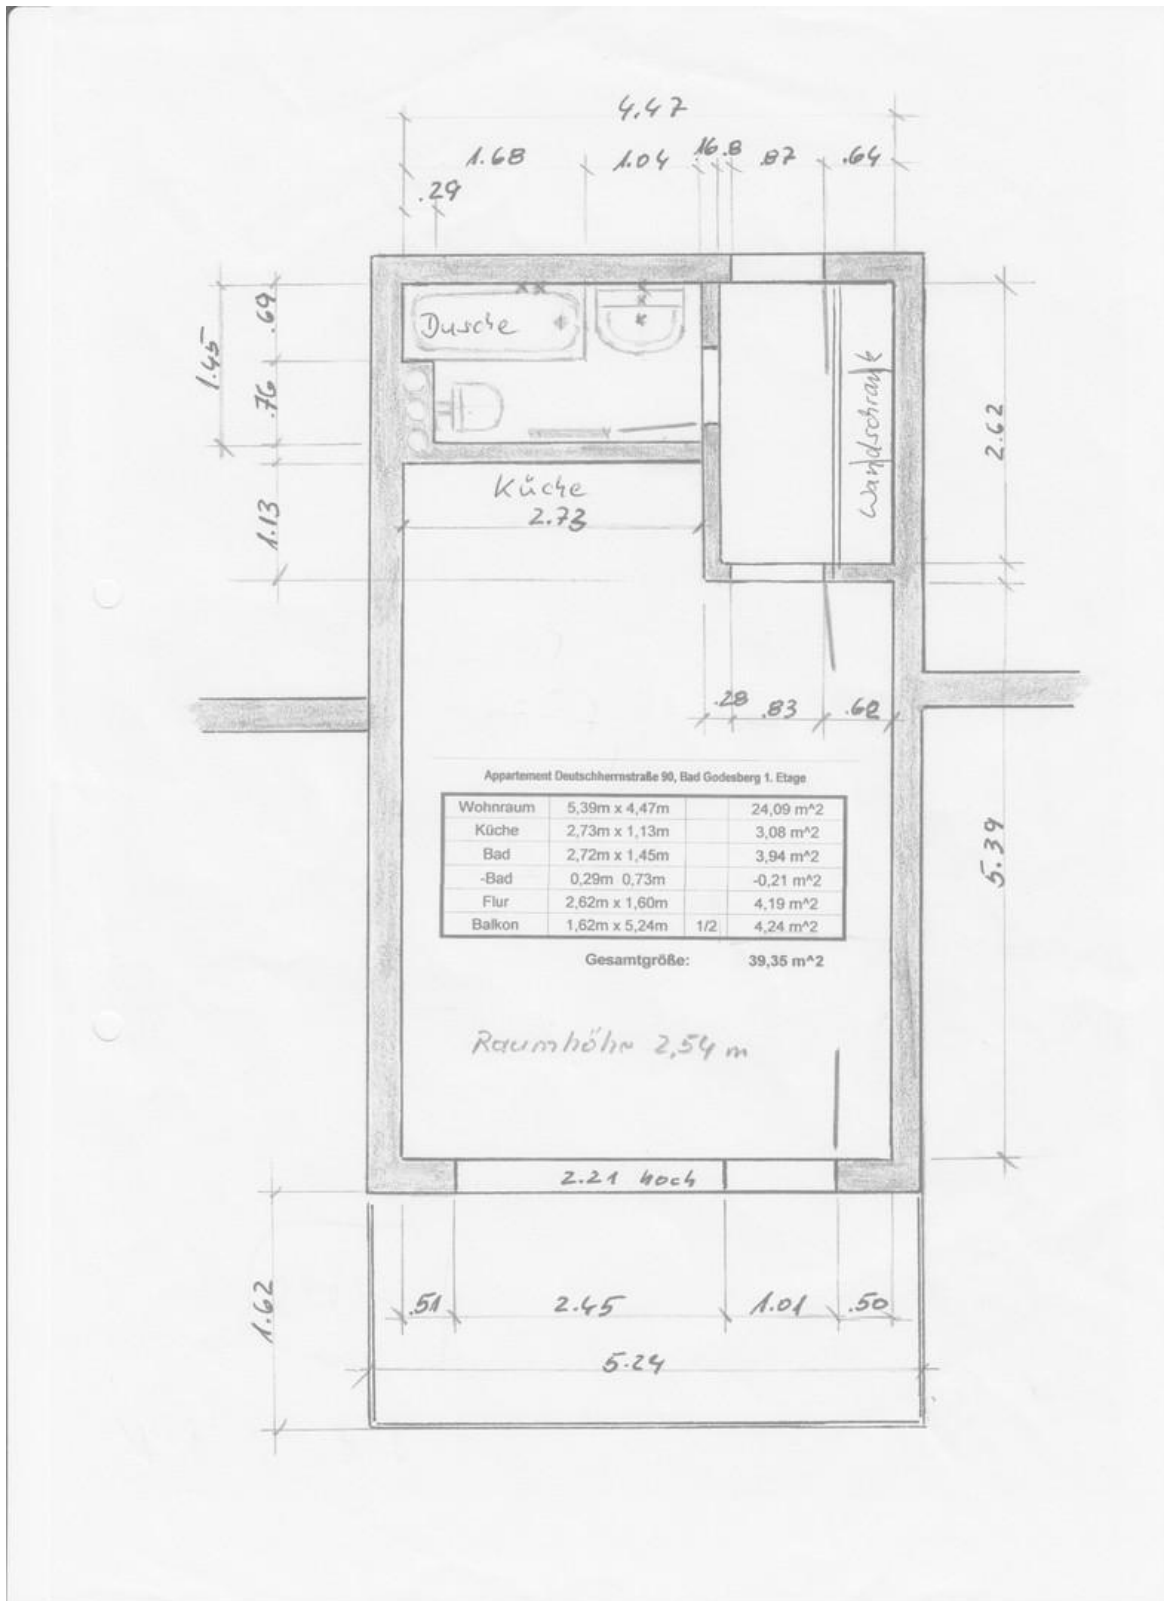 4.47
1.68 1.04 .16 .8 .87 .64
.29
Dusche
.69
1.45
.76
Wandschrank
2.62
Küche
2.73
1.13
.28 .83 .62
Appartement Deutschherrnstraße 90, Bad Godesberg 1. Etage
Wohnraum 5,39m x 4,47m 24,09 m^2
Küche 2,73m x 1,13m 3,08 m^2
Bad 2,72m x 1,45m 3,94 m^2
-Bad 0,29m 0,73m -0,21 m^2
Flur 2,62m x 1,60m 4,19 m^2
Balkon 1,62m x 5,24m 1/2 4,24 m^2
Gesamtgröße: 39,35 m^2
5.39
Raumhöhe 2,54 m
2.21 hoch
1.62
.51 2.45 1.01 .50
5.24